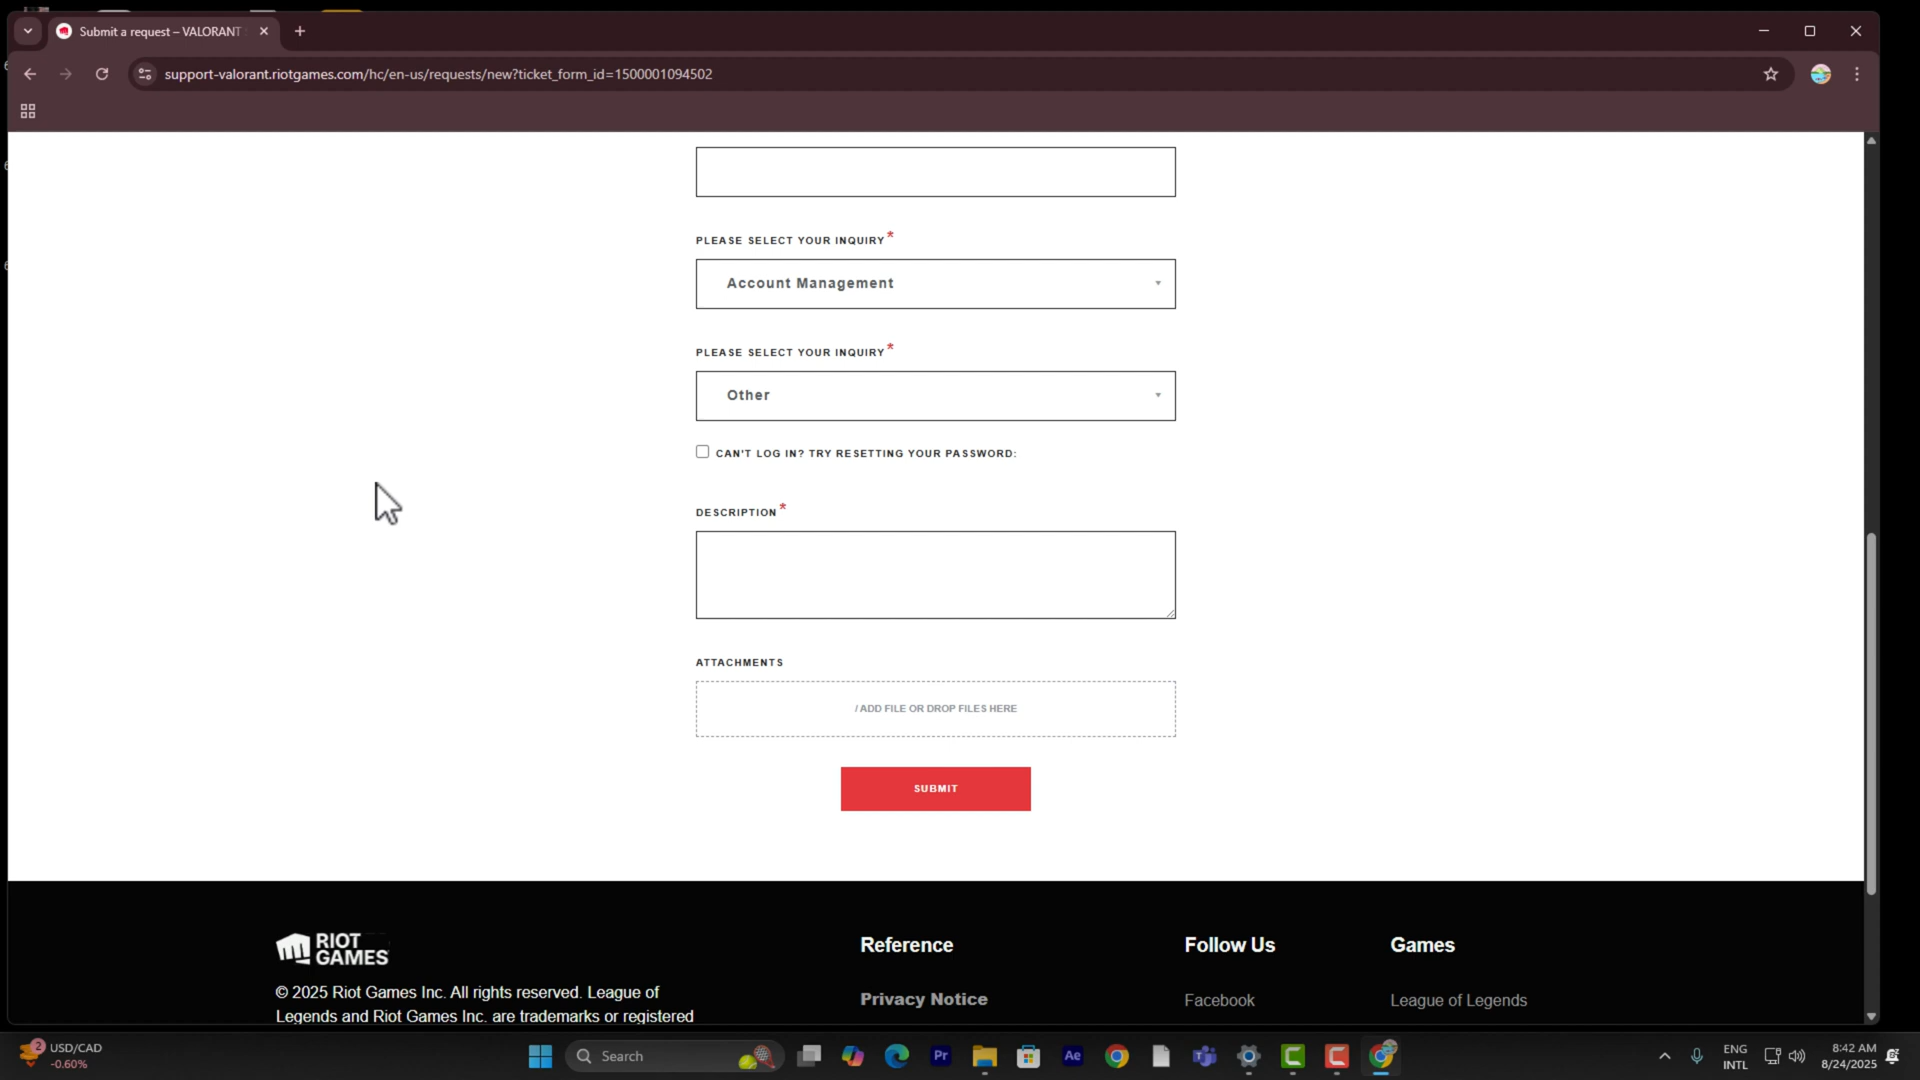 Submit a request – VALORANT
support-valorant.riotgames.com/hc/en-us/requests/new?ticket_form_id=1500001094502
PLEASE SELECT YOUR INQUIRY*
Account Management
PLEASE SELECT YOUR INQUIRY*
Other
CAN'T LOG IN? TRY RESETTING YOUR PASSWORD:
DESCRIPTION*
ATTACHMENTS
/ ADD FILE OR DROP FILES HERE
SUBMIT
RIOT
GAMES
© 2025 Riot Games Inc. All rights reserved. League of
Legends and Riot Games Inc. are trademarks or registered
Reference
Privacy Notice
Follow Us
Facebook
Games
League of Legends
2
USD/CAD
-0.60%
Search
Pr
Ae
ENG
INTL
8:42 AM
8/24/2025